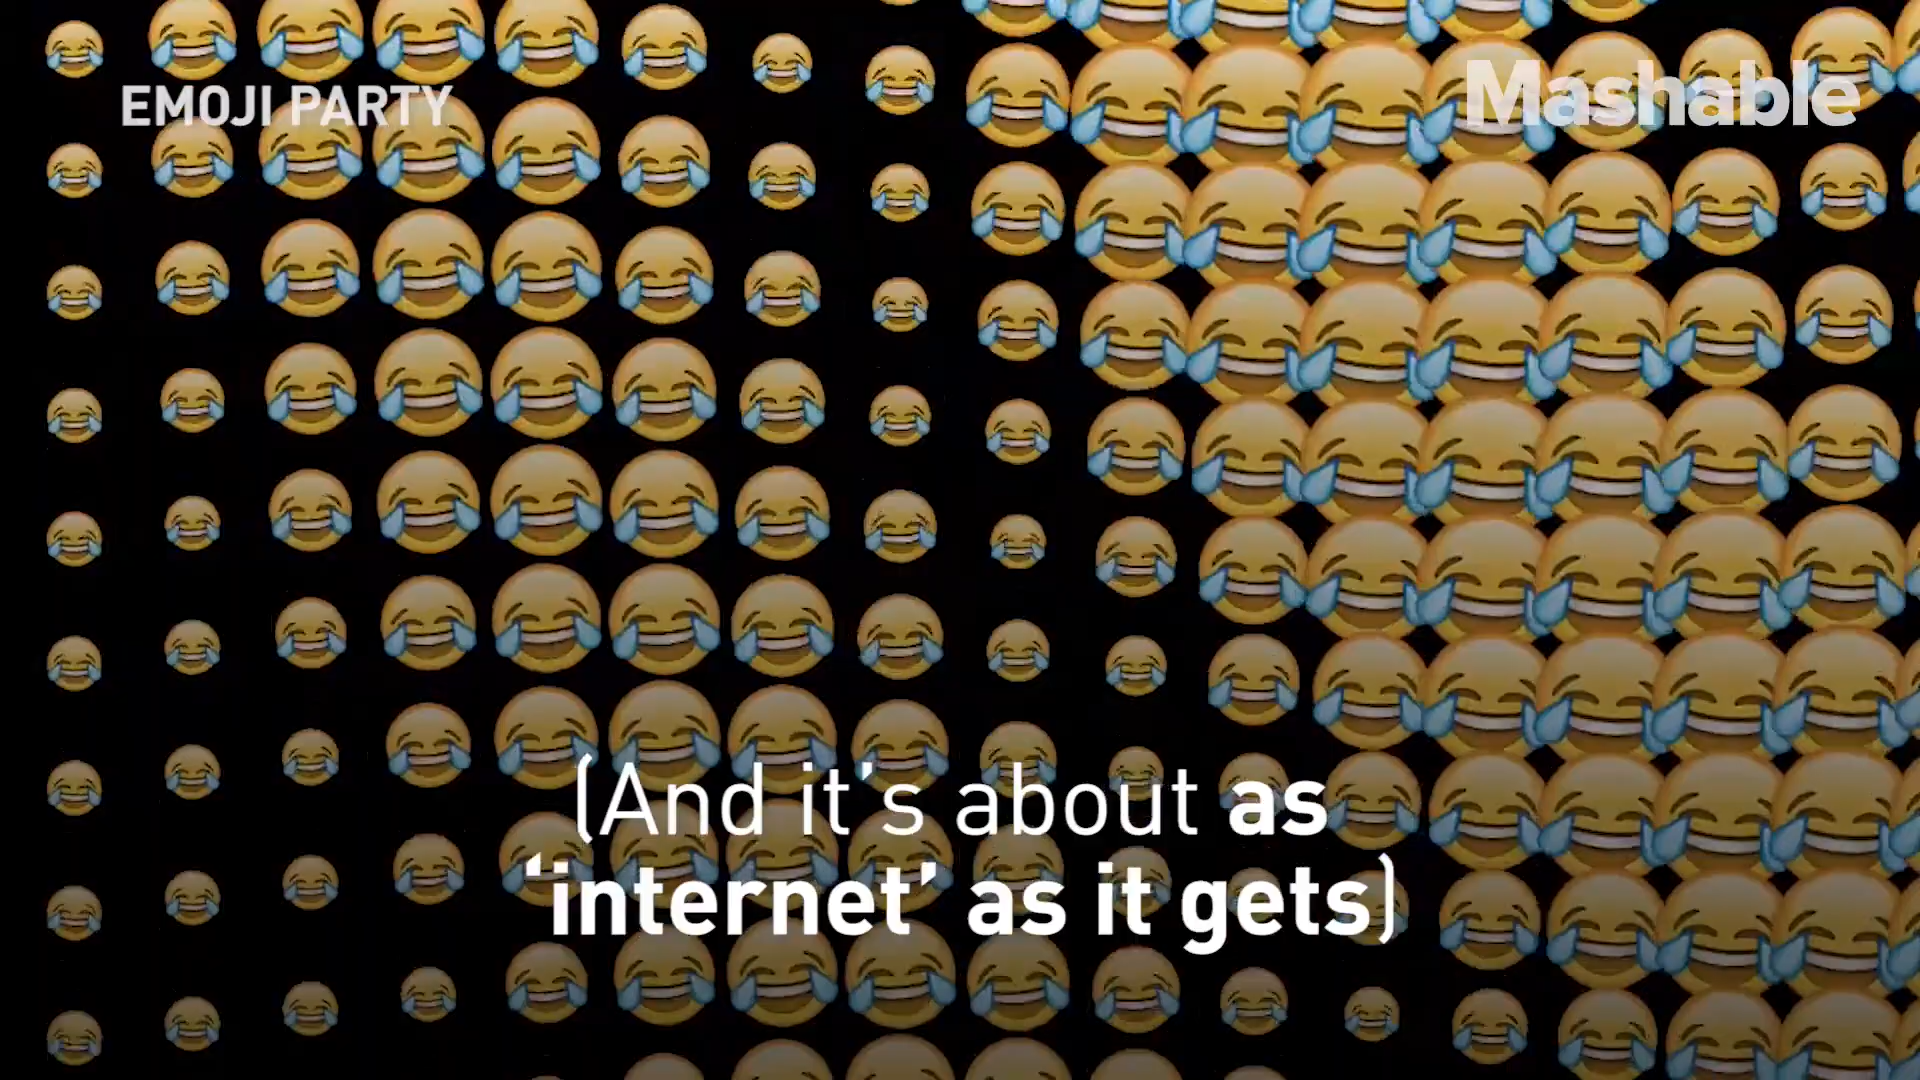 EMOJI PARTY
Mashable
(And it’s about as
‘internet’ as it gets)